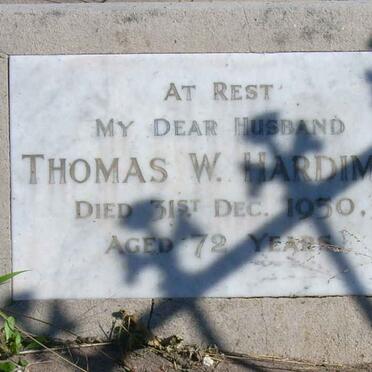 At Rest
My Dear Husband
Thomas W. Hardim
Died 31st Dec. 1950.
Aged 72 Years